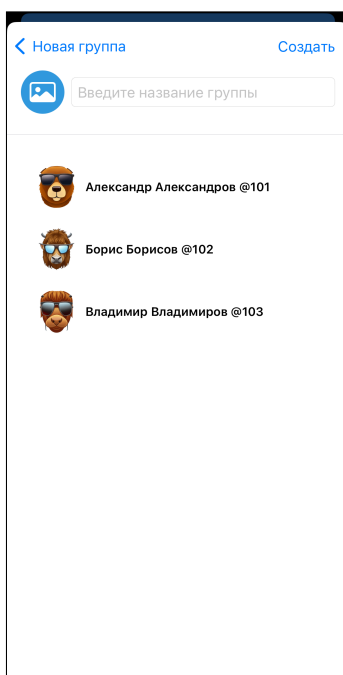 Новая группа
Создать
Введите название группы
Александр Александров @101
Борис Борисов @102
Владимир Владимиров @103